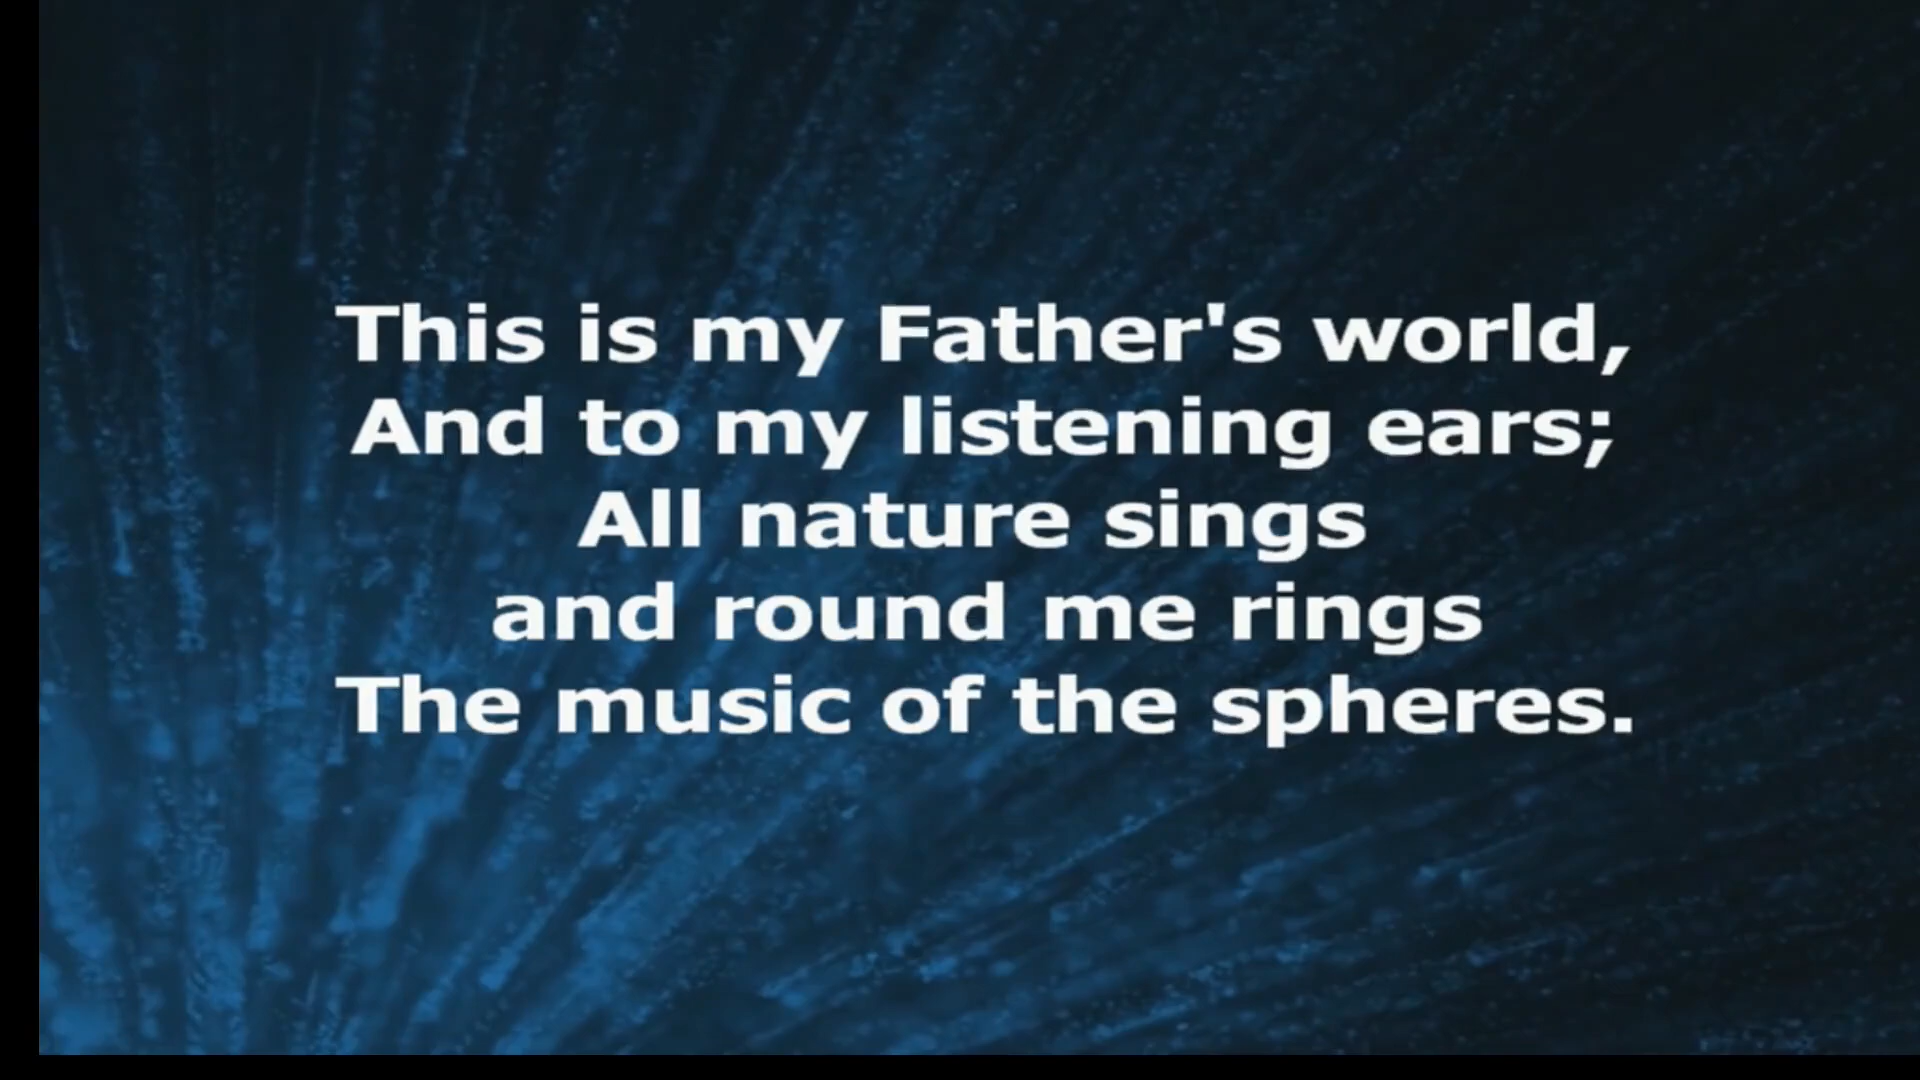 This is my Father's world,
And to my listening ears;
All nature sings
and round me rings
The music of the spheres.